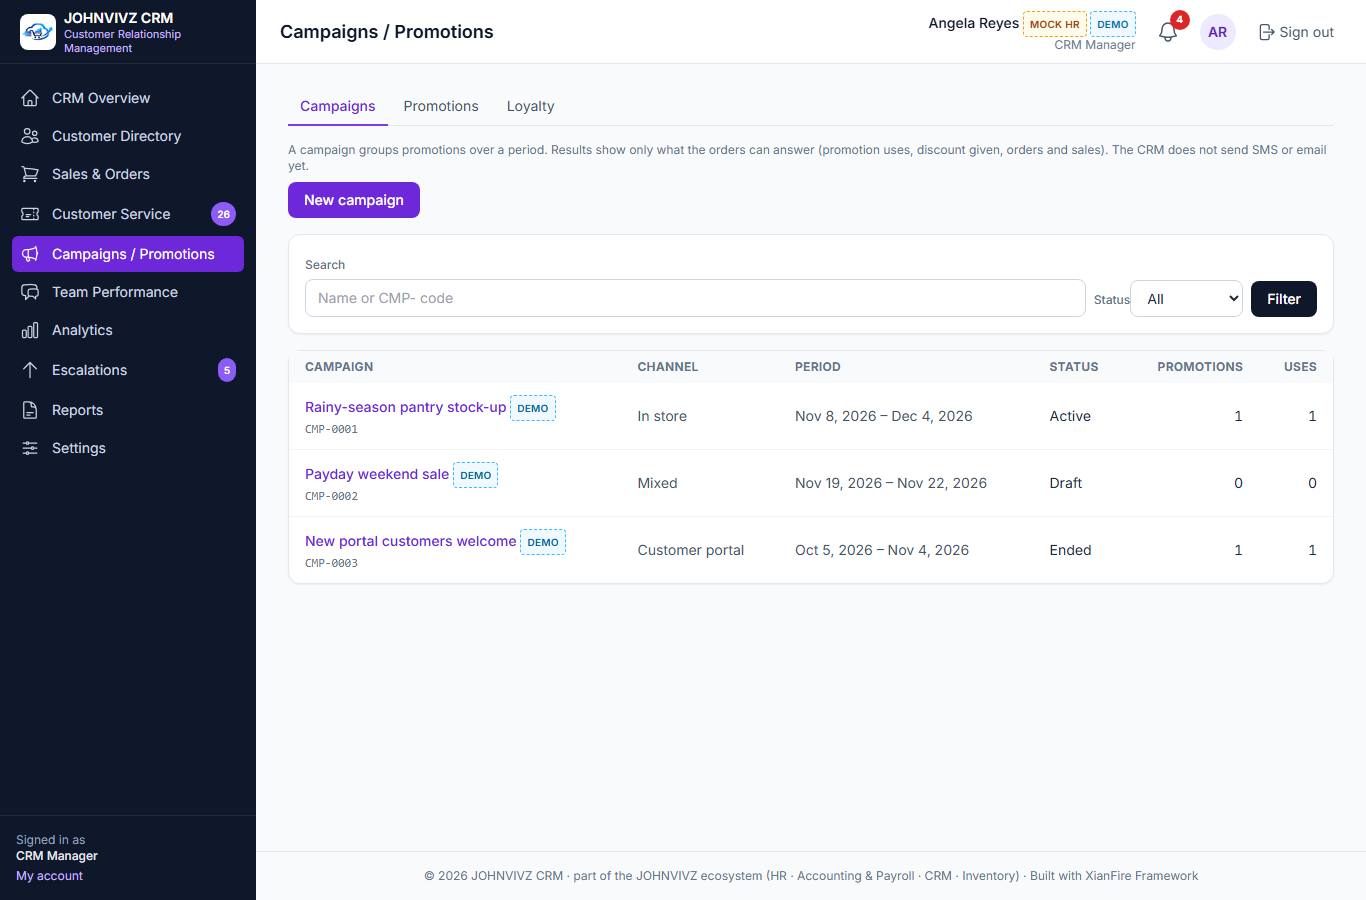 JOHNVIVZ CRM
Customer Relationship
Management
CRM Overview
Customer Directory
Sales & Orders
Customer Service 26
Campaigns / Promotions
Team Performance
Analytics
Escalations 5
Reports
Settings
Signed in as
CRM Manager
My account
Campaigns / Promotions
Angela Reyes MOCK HR DEMO
CRM Manager
4
AR
Sign out
Campaigns Promotions Loyalty
A campaign groups promotions over a period. Results show only what the orders can answer (promotion uses, discount given, orders and sales). The CRM does not send SMS or email
yet.
New campaign
Search
Name or CMP- code
Status All Filter
CAMPAIGN CHANNEL PERIOD STATUS PROMOTIONS USES
Rainy-season pantry stock-up DEMO
CMP-0001
In store Nov 8, 2026 – Dec 4, 2026 Active 1 1
Payday weekend sale DEMO
CMP-0002
Mixed Nov 19, 2026 – Nov 22, 2026 Draft 0 0
New portal customers welcome DEMO
CMP-0003
Customer portal Oct 5, 2026 – Nov 4, 2026 Ended 1 1
© 2026 JOHNVIVZ CRM · part of the JOHNVIVZ ecosystem (HR · Accounting & Payroll · CRM · Inventory) · Built with XianFire Framework